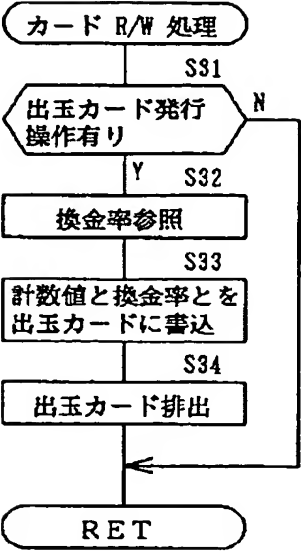 カード R/W 処理
S31
出玉カード発行
操作有り
N
Y
S32
換金率参照
S33
計数値と換金率とを
出玉カードに書込
S34
出玉カード排出
RET